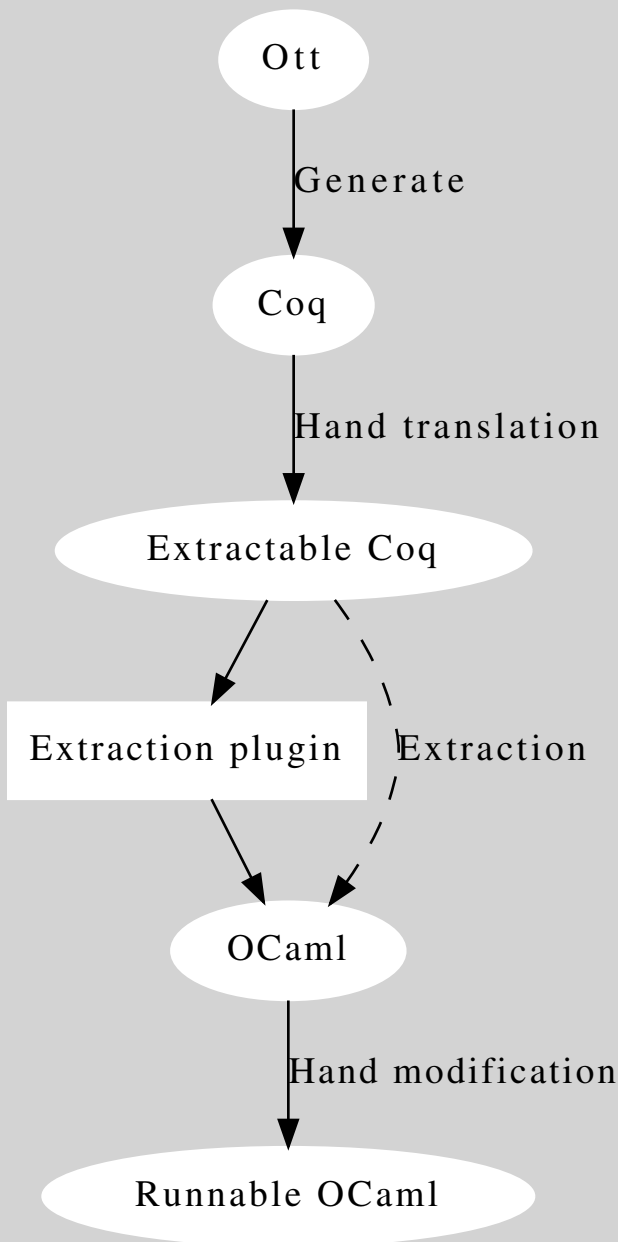 Ott
Generate
Coq
Hand translation
Extractable Coq
Extraction plugin
Extraction
OCaml
Hand modification
Runnable OCaml